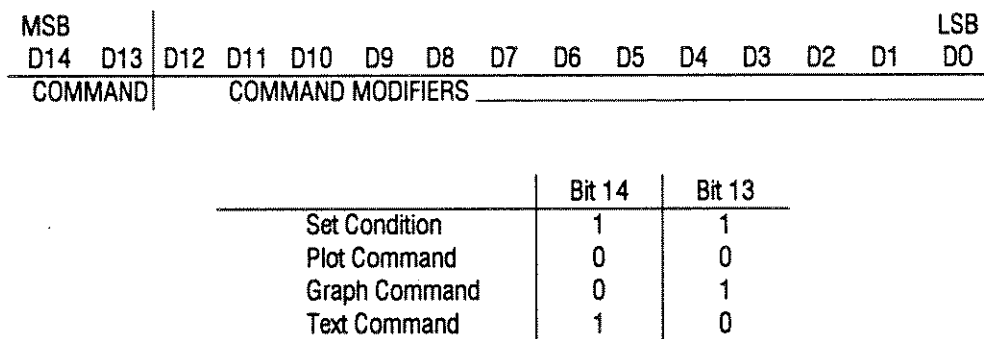 MSB LSB
D14 D13 D12 D11 D10 D9 D8 D7 D6 D5 D4 D3 D2 D1 D0
COMMAND COMMAND MODIFIERS
Bit 14 Bit 13
Set Condition 1 1
Plot Command 0 0
Graph Command 0 1
Text Command 1 0